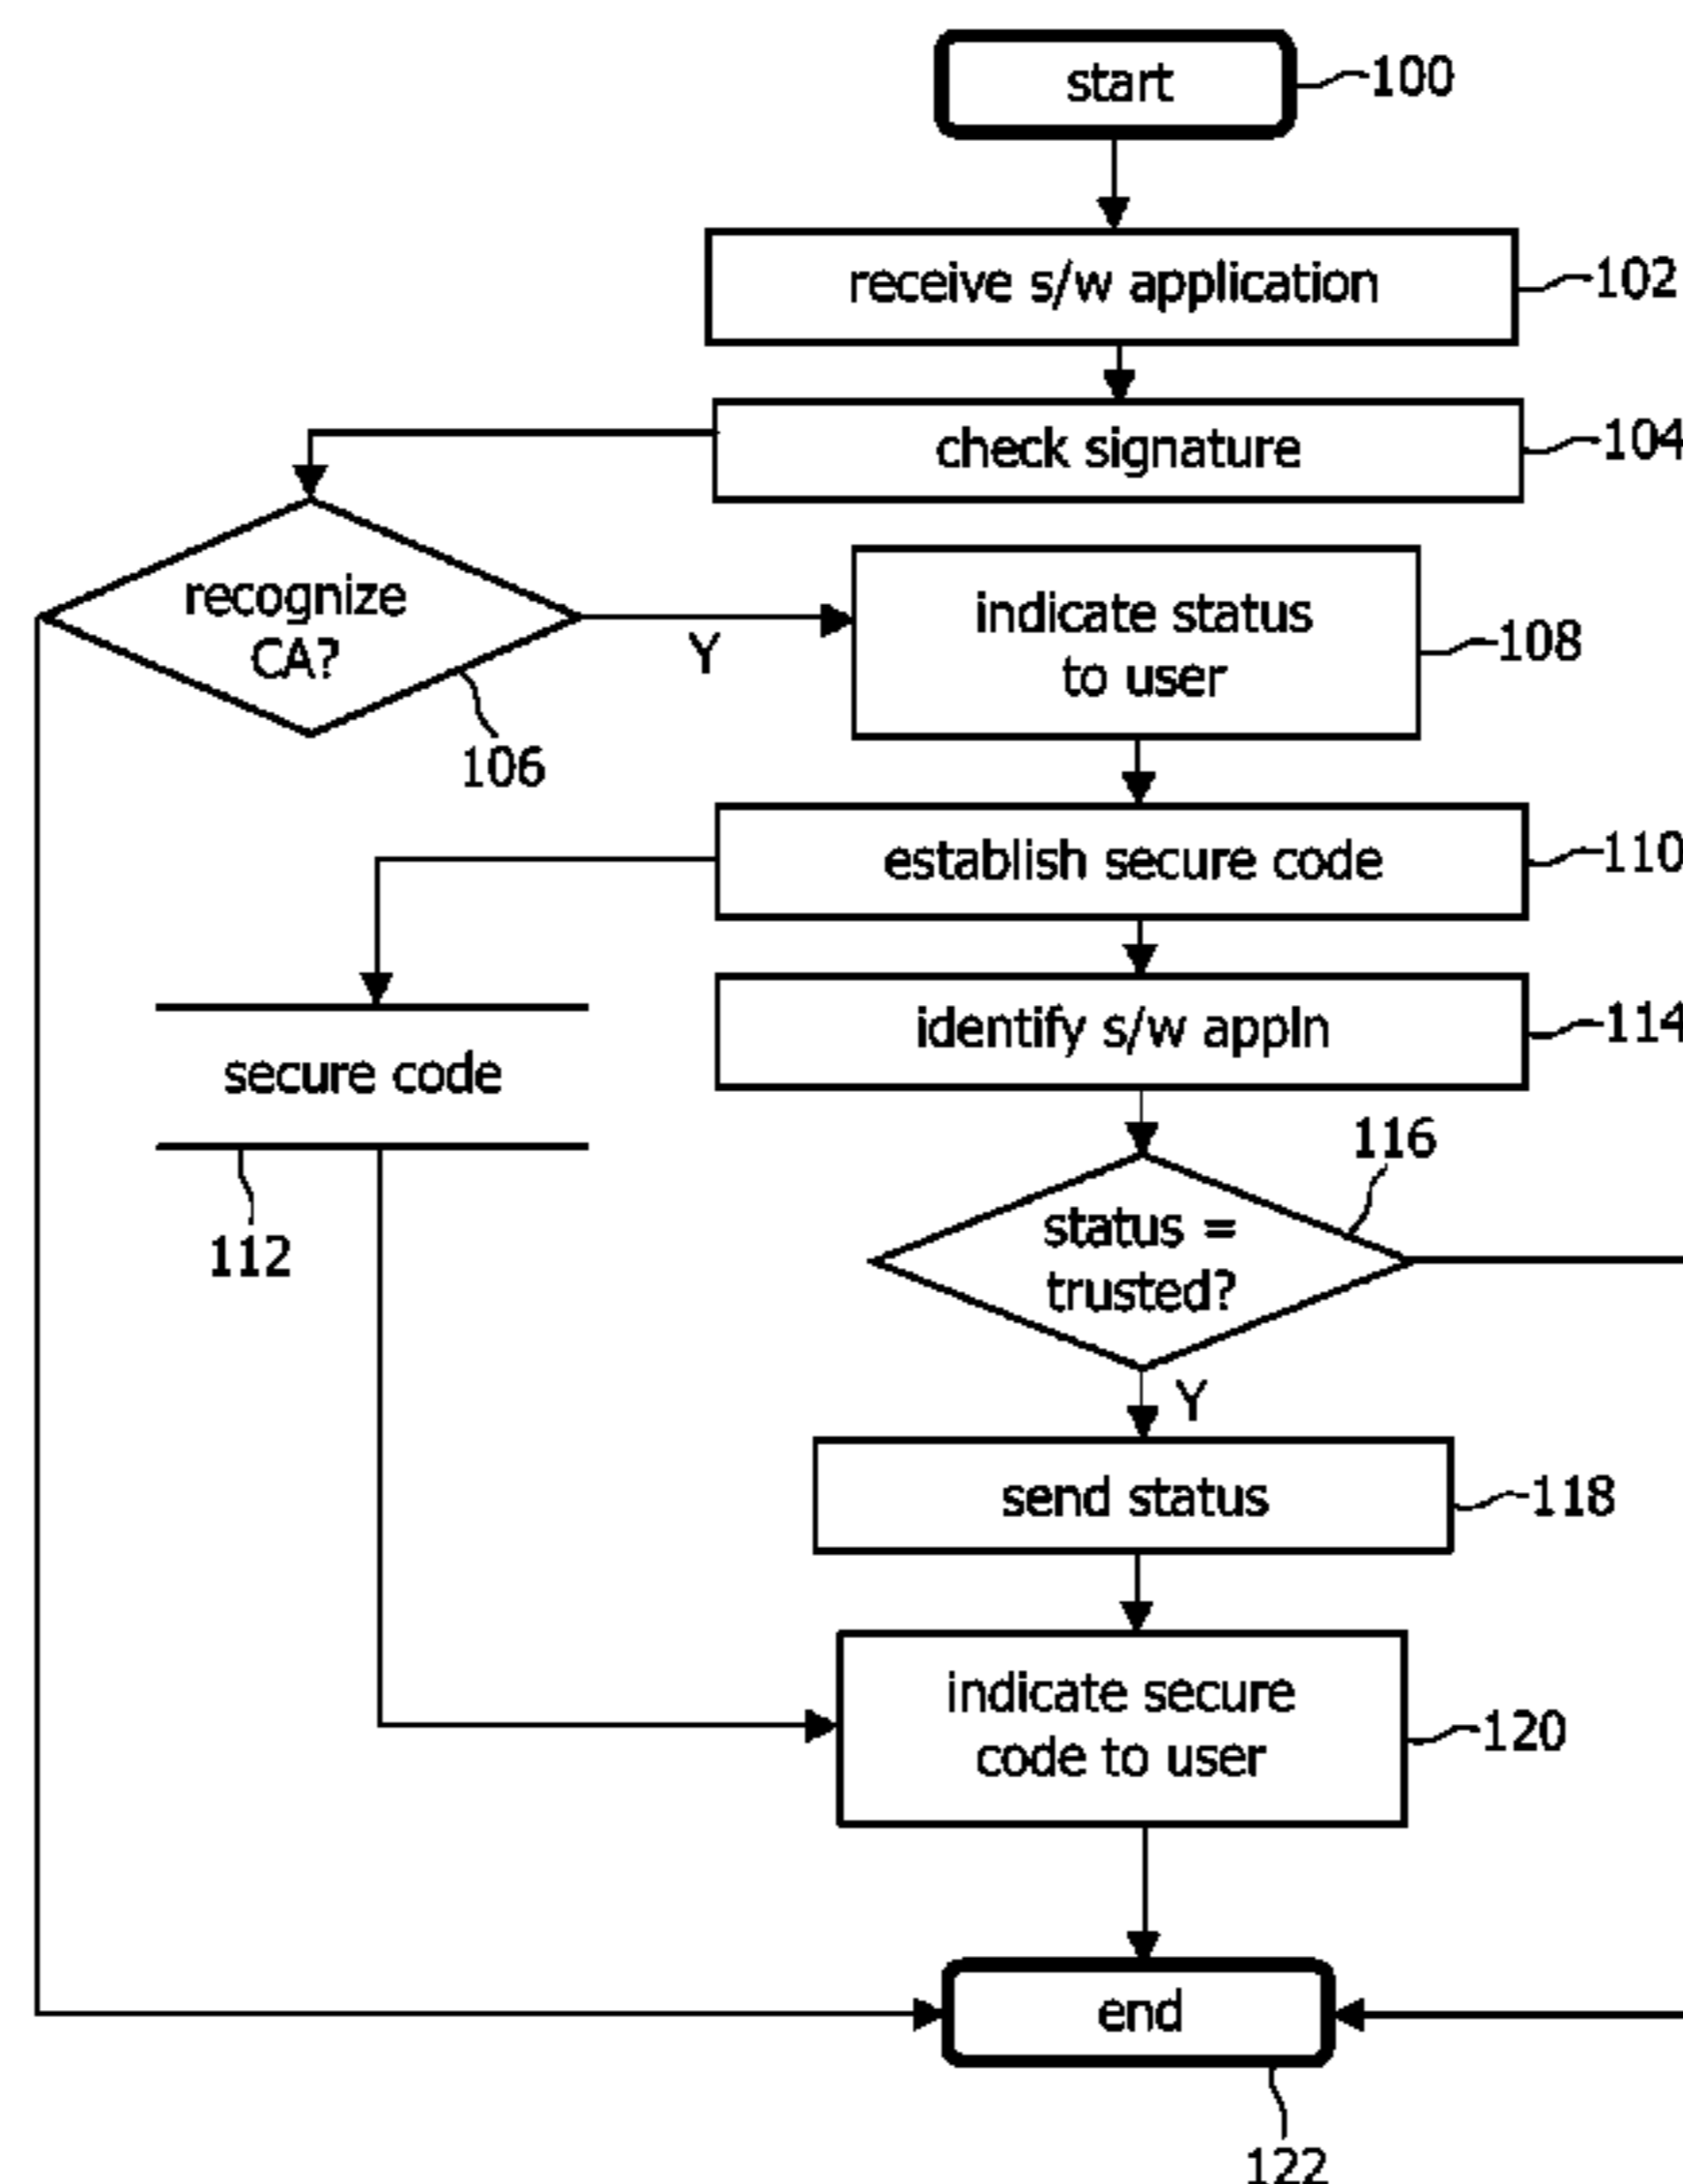 start
100
receive s/w application
102
check signature
104
recognize
CA?
106
Y
indicate status
to user
108
establish secure code
110
secure code
112
identify s/w appln
114
status =
trusted?
116
Y
send status
118
indicate secure
code to user
120
end
122